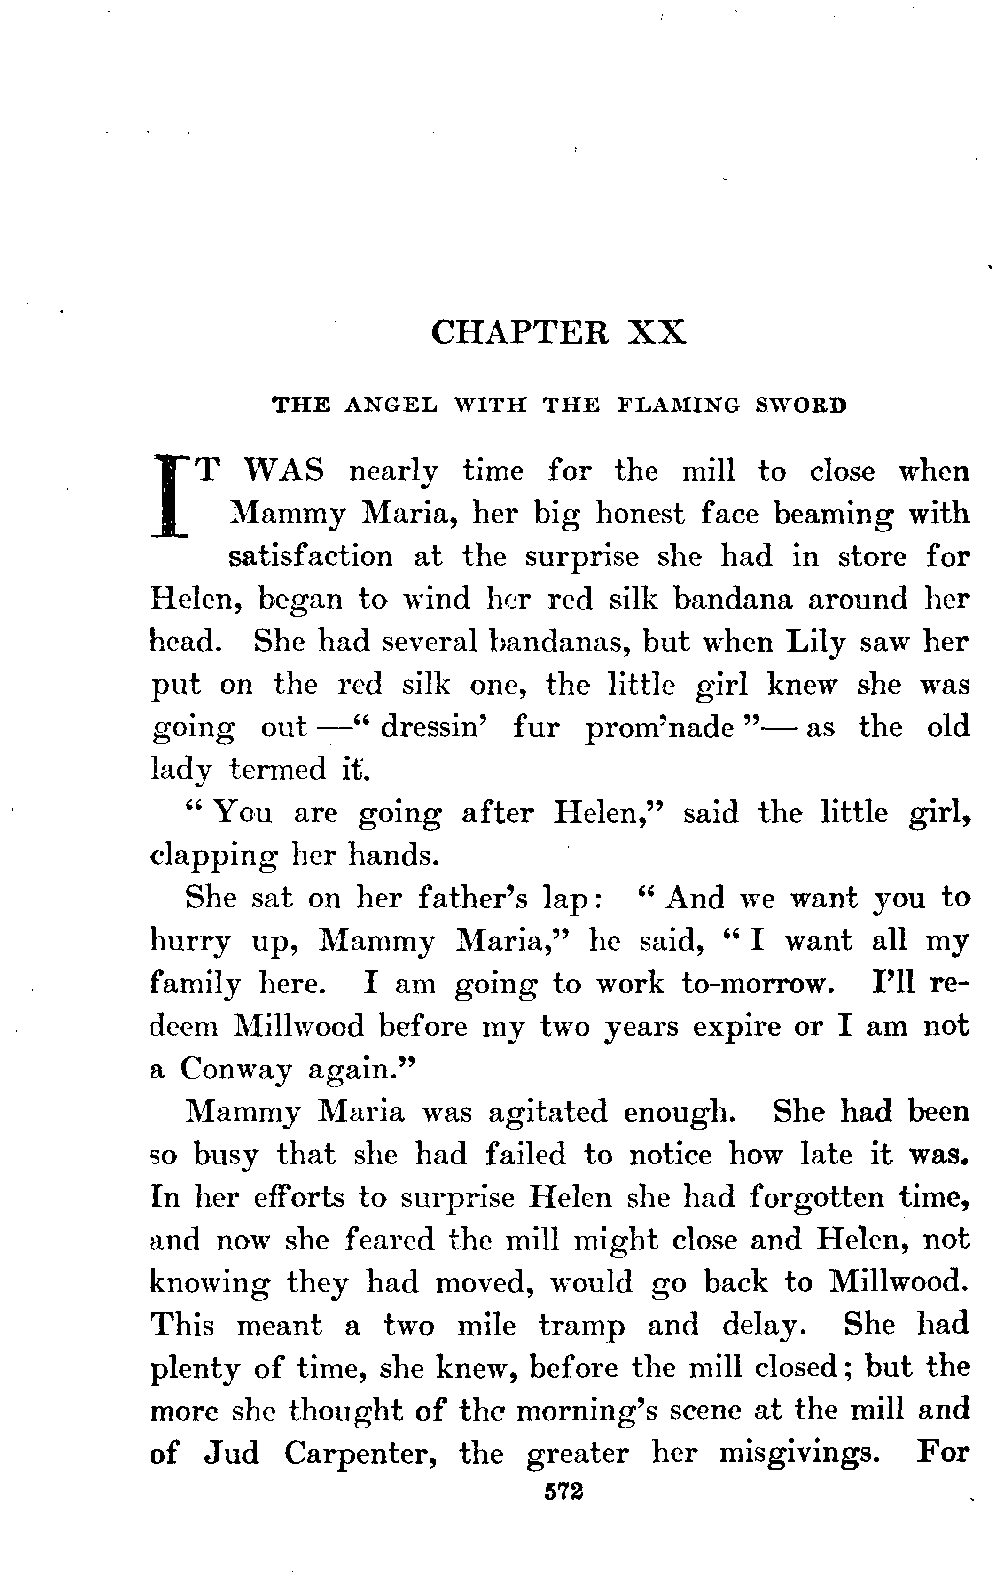 CHAPTER XX
THE ANGEL WITH THE FLAMING SWORD
IT WAS nearly time for the mill to close when
Mammy Maria, her big honest face beaming with
satisfaction at the surprise she had in store for
Helen, began to wind her red silk bandana around her
head. She had several bandanas, but when Lily saw her
put on the red silk one, the little girl knew she was
going out —“ dressin’ fur prom’nade ”— as the old
lady termed it.
“ You are going after Helen,” said the little girl,
clapping her hands.
She sat on her father’s lap: “ And we want you to
hurry up, Mammy Maria,” he said, “ I want all my
family here. I am going to work to-morrow. I’ll re-
deem Millwood before my two years expire or I am not
a Conway again.”
Mammy Maria was agitated enough. She had been
so busy that she had failed to notice how late it was.
In her efforts to surprise Helen she had forgotten time,
and now she feared the mill might close and Helen, not
knowing they had moved, would go back to Millwood.
This meant a two mile tramp and delay. She had
plenty of time, she knew, before the mill closed; but the
more she thought of the morning’s scene at the mill and
of Jud Carpenter, the greater her misgivings. For
572